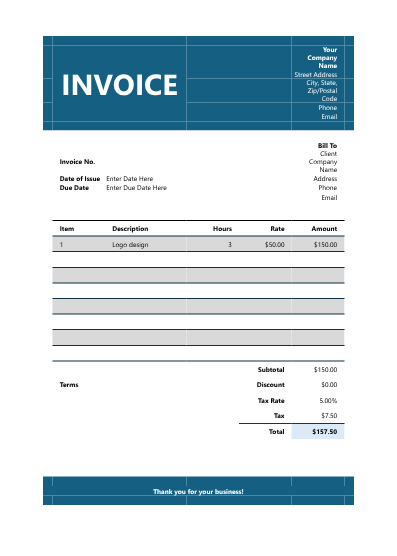 Your
Company
Name
INVOICE
Street Address
City, State,
Zip/Postal
Code
Phone
Email
Bill To
Client
Invoice No.
Company
Name
Date of Issue Enter Date Here
Address
Due Date Enter Due Date Here
Phone
Email
Item Description Hours Rate Amount
1 Logo design 3 $50.00 $150.00
Subtotal $150.00
Terms Discount $0.00
Tax Rate 5.00%
Tax $7.50
Total $157.50
Thank you for your business!